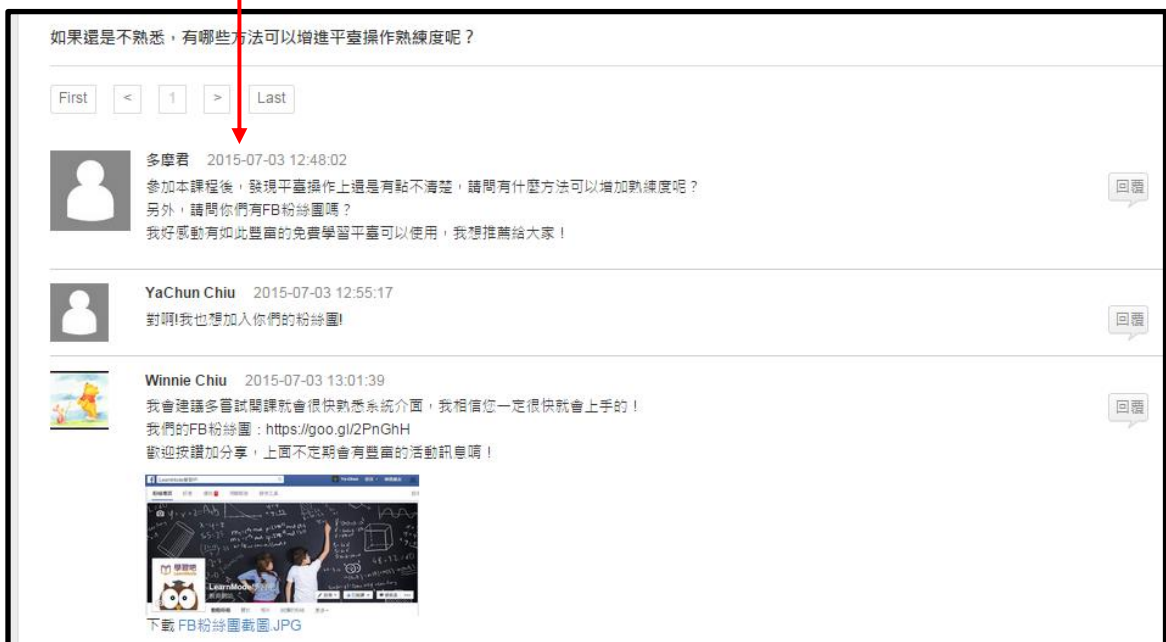 如果還是不熟悉，有哪些方法可以增進平臺操作熟練度呢？
First < 1 > Last
多摩君 2015-07-03 12:48:02
參加本課程後，發現平臺操作上還是有點不清楚，請問有什麼方法可以增加熟練度呢？
回覆
另外，請問你們有FB粉絲團嗎？
我好感動有如此豐富的免費學習平臺可以使用，我想推薦給大家！
YaChun Chiu 2015-07-03 12:55:17
對啊!我也想加入你們的粉絲團!
回覆
Winnie Chiu 2015-07-03 13:01:39
我會建議多嘗試開課就會很快熟悉系統介面，我相信您一定很快就會上手的！
回覆
我們的FB粉絲團：https://goo.gl/2PnGhH
歡迎按讚加分享，上面不定期會有豐富的活動訊息唷！
學習吧
LearnMode
下載 FB粉絲團截圖.JPG